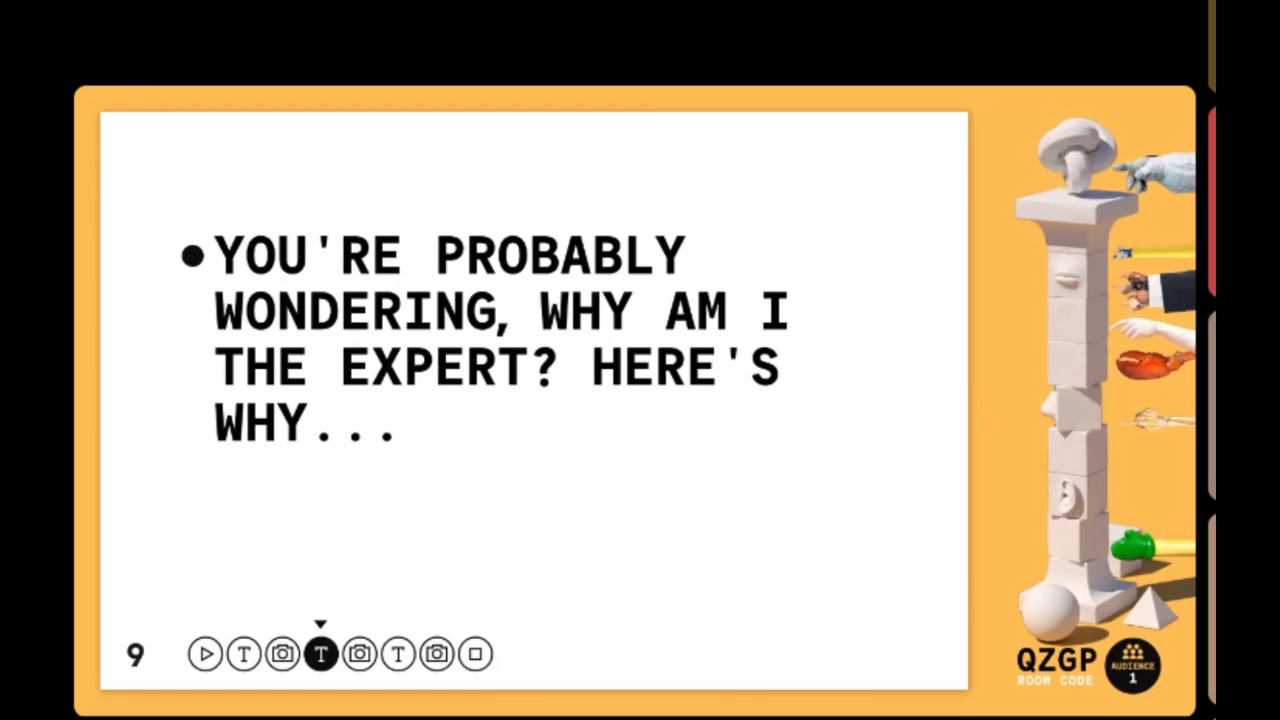 •YOU'RE PROBABLY
WONDERING, WHY AM I
THE EXPERT? HERE'S
WHY...
9
T
T
T
QZGP
ROOM CODE
AUDIENCE
1